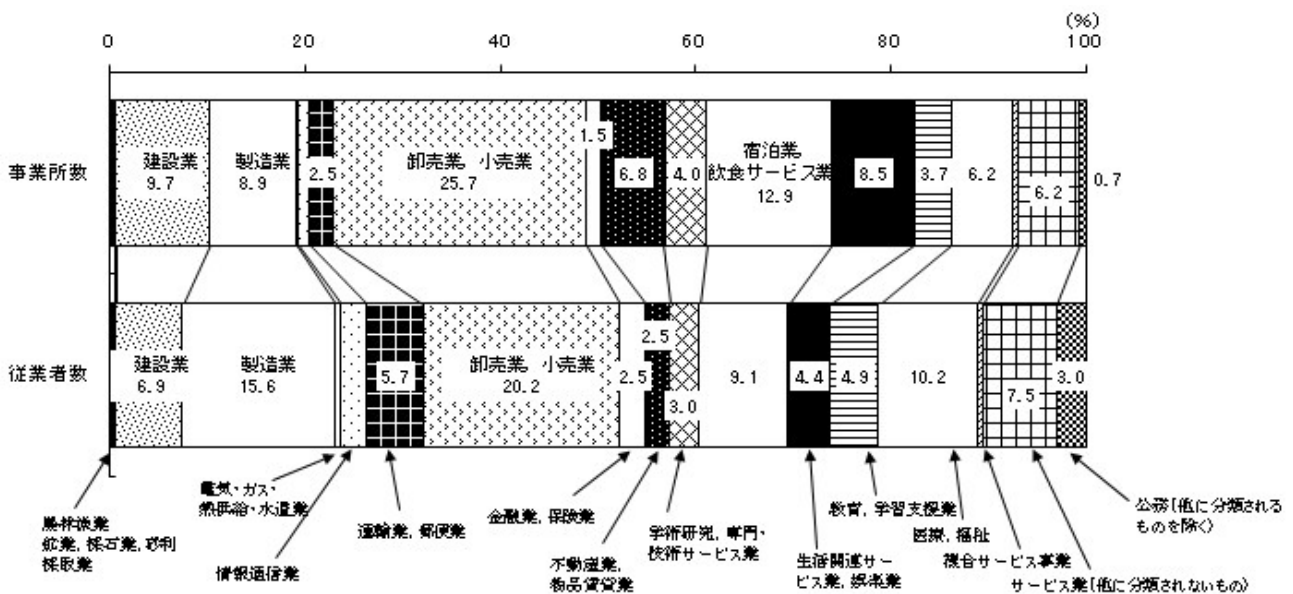 (%)
0 20 40 60 80 100
事業所数
建設業
9.7
製造業
8.9
2.5
卸売業, 小売業
25.7
1.5
6.8
4.0
宿泊業,
飲食サービス業
12.9
8.5
3.7
6.2
6.2
0.7
従業者数
建設業
6.9
製造業
15.6
5.7
卸売業, 小売業
20.2
2.5
2.5
3.0
9.1
4.4
4.9
10.2
7.5
3.0
農林漁業
鉱業, 採石業, 砂利
採取業
電気・ガス・
熱供給・水道業
情報通信業
運輸業, 郵便業
金融業, 保険業
不動産業,
物品賃貸業
学術研究, 専門・
技術サービス業
生活関連サー
ビス業, 娯楽業
教育, 学習支援業
医療, 福祉
複合サービス事業
サービス業(他に分類されないもの)
公務(他に分類される
ものを除く)